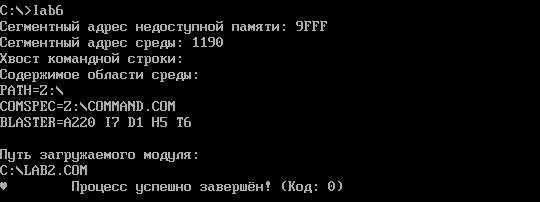 C:\>lab6
Сегментный адрес недоступной памяти: 9FFF
Сегментный адрес среды: 1190
Хвост командной строки:
Содержимое области среды:
PATH=Z:\
COMSPEC=Z:\COMMAND.COM
BLASTER=A220 I7 D1 H5 T6
Путь загружаемого модуля:
C:\LAB2.COM
♥ Процесс успешно завершён! (Код: 0)